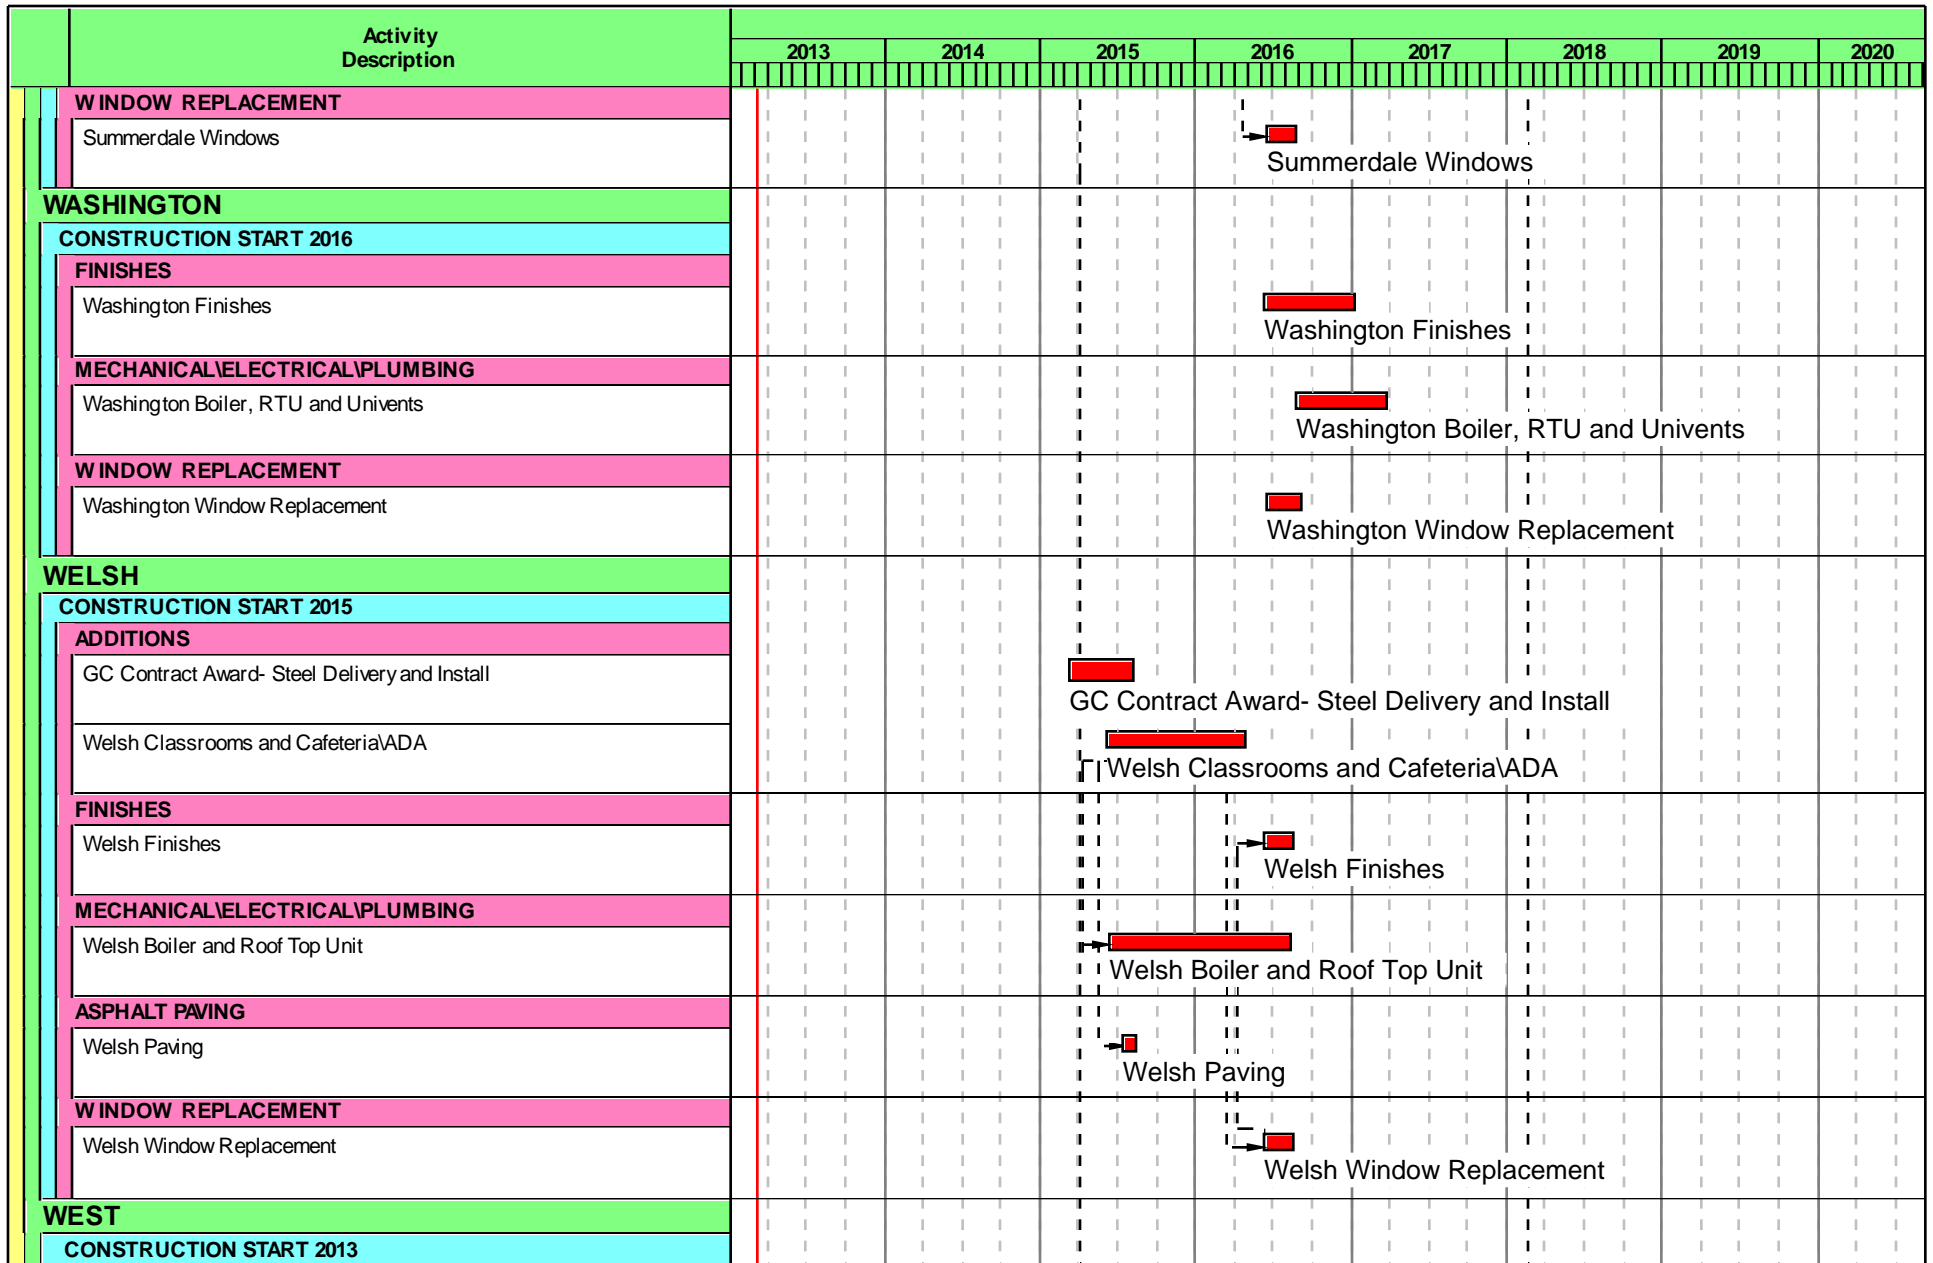 Activity
Description
2013 2014 2015 2016 2017 2018 2019 2020
WINDOW REPLACEMENT
Summerdale Windows
Summerdale Windows
WASHINGTON
CONSTRUCTION START 2016
FINISHES
Washington Finishes
Washington Finishes
MECHANICAL\ELECTRICAL\PLUMBING
Washington Boiler, RTU and Univents
Washington Boiler, RTU and Univents
WINDOW REPLACEMENT
Washington Window Replacement
Washington Window Replacement
WELSH
CONSTRUCTION START 2015
ADDITIONS
GC Contract Award- Steel Delivery and Install
GC Contract Award- Steel Delivery and Install
Welsh Classrooms and Cafeteria\ADA
Welsh Classrooms and Cafeteria\ADA
FINISHES
Welsh Finishes
Welsh Finishes
MECHANICAL\ELECTRICAL\PLUMBING
Welsh Boiler and Roof Top Unit
Welsh Boiler and Roof Top Unit
ASPHALT PAVING
Welsh Paving
Welsh Paving
WINDOW REPLACEMENT
Welsh Window Replacement
Welsh Window Replacement
WEST
CONSTRUCTION START 2013